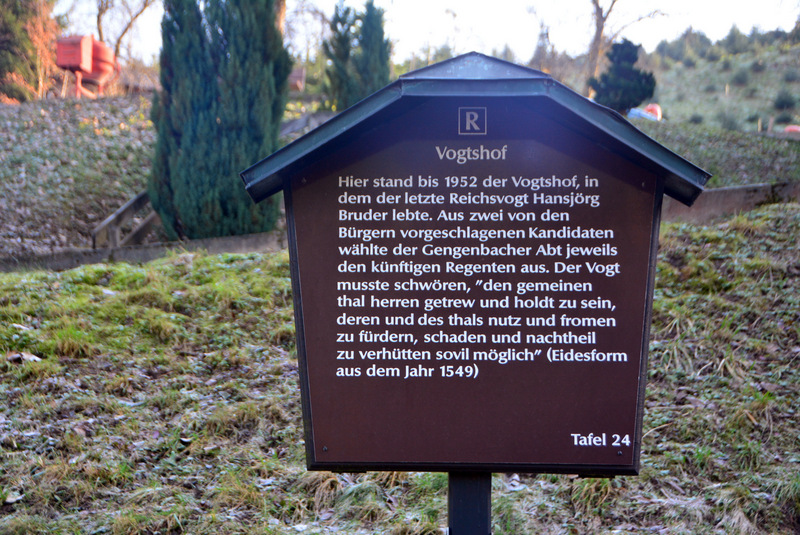 R
Vogtshof
Hier stand bis 1952 der Vogtshof, in
dem der letzte Reichsvogt Hansjörg
Bruder lebte. Aus zwei von den
Bürgern vorgeschlagenen Kandidaten
wählte der Gengenbacher Abt jeweils
den künftigen Regenten aus. Der Vogt
musste schwören, "den gemeinen
thal herren getrew und holdt zu sein,
deren und des thals nutz und fromen
zu fürdern, schaden und nachtheil
zu verhütten sovil möglich" (Eidesform
aus dem Jahr 1549)
Tafel 24